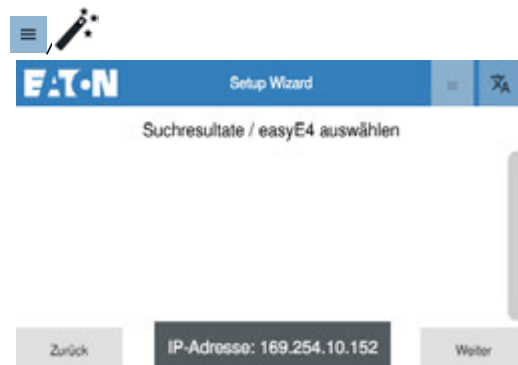 EATON Setup Wizard
Suchresultate / easyE4 auswählen
Zurück IP-Adresse: 169.254.10.152 Weiter